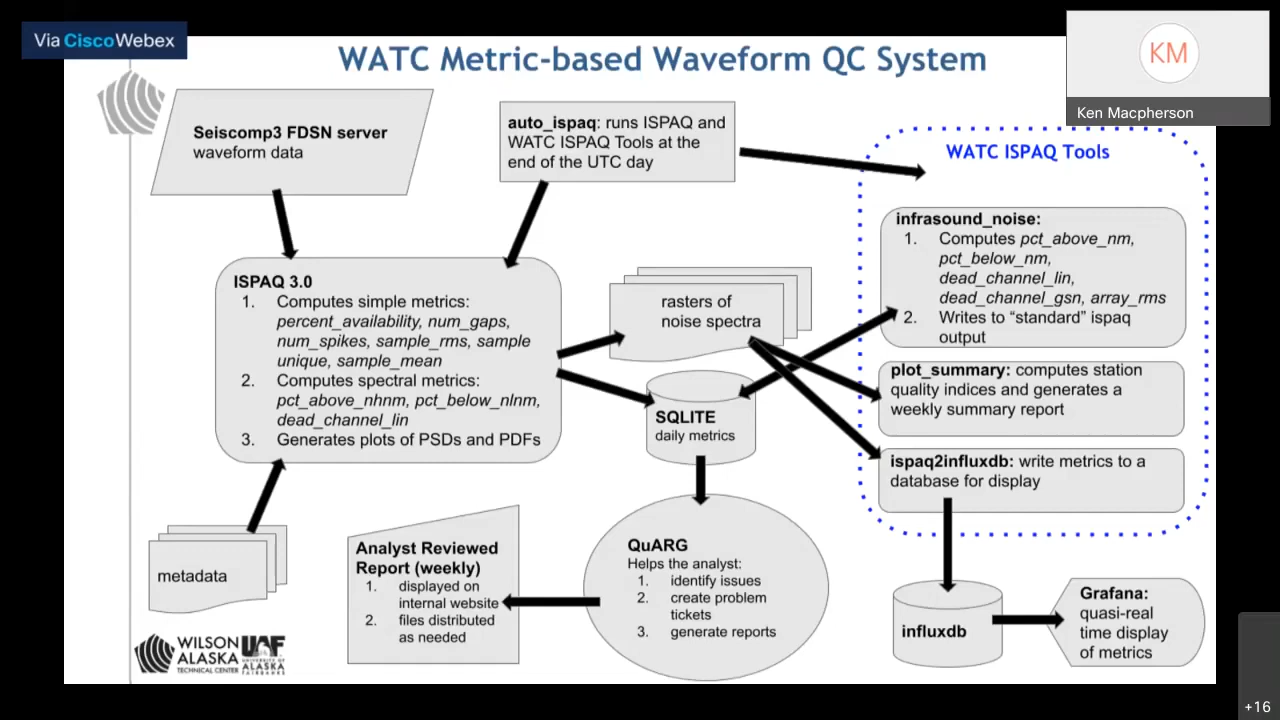 Via CiscoWebex
WATC Metric-based Waveform QC System
KM
Ken Macpherson
Seiscomp3 FDSN server
waveform data
auto_ispaq: runs ISPAQ and
WATC ISPAQ Tools at the
end of the UTC day
WATC ISPAQ Tools
infrasound_noise:
1. Computes pct_above_nm,
pct_below_nm,
dead_channel_lin,
dead_channel_gsn, array_rms
2. Writes to “standard” ispaq
output
ISPAQ 3.0
1. Computes simple metrics:
percent_availability, num_gaps,
num_spikes, sample_rms, sample
unique, sample_mean
2. Computes spectral metrics:
pct_above_nhnm, pct_below_nlnm,
dead_channel_lin
3. Generates plots of PSDs and PDFs
rasters of
noise spectra
plot_summary: computes station
quality indices and generates a
weekly summary report
SQLITE
daily metrics
ispaq2influxdb: write metrics to a
database for display
metadata
Analyst Reviewed
Report (weekly)
1. displayed on
internal website
2. files distributed
as needed
QuARG
Helps the analyst:
1. identify issues
2. create problem
tickets
3. generate reports
influxdb
Grafana:
quasi-real
time display
of metrics
WILSON
ALASKA
TECHNICAL CENTER
UAF
UNIVERSITY OF
ALASKA
FAIRBANKS
+16